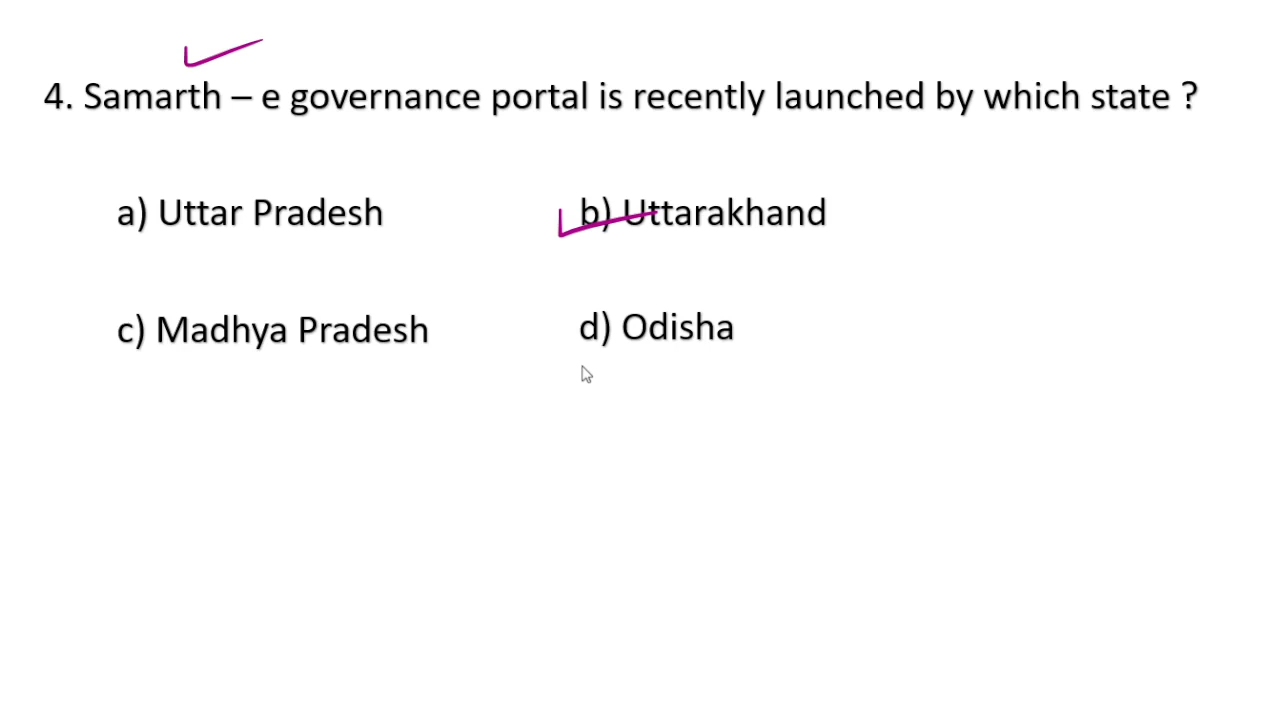 4. Samarth – e governance portal is recently launched by which state ?
a) Uttar Pradesh b) Uttarakhand
c) Madhya Pradesh d) Odisha